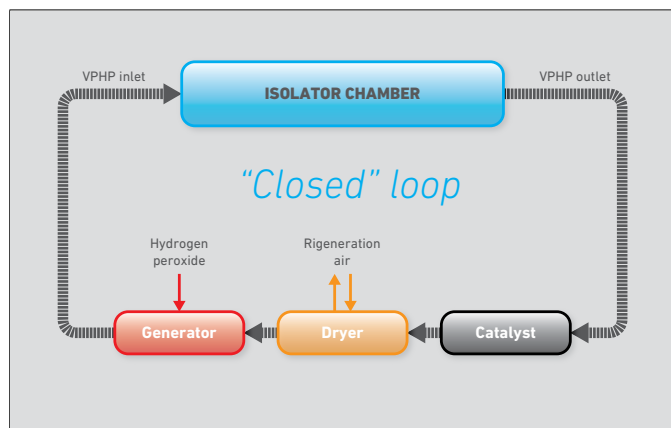 VPHP inlet
VPHP outlet
ISOLATOR CHAMBER
“Closed” loop
Hydrogen
peroxide
Rigeneration
air
Generator
Dryer
Catalyst